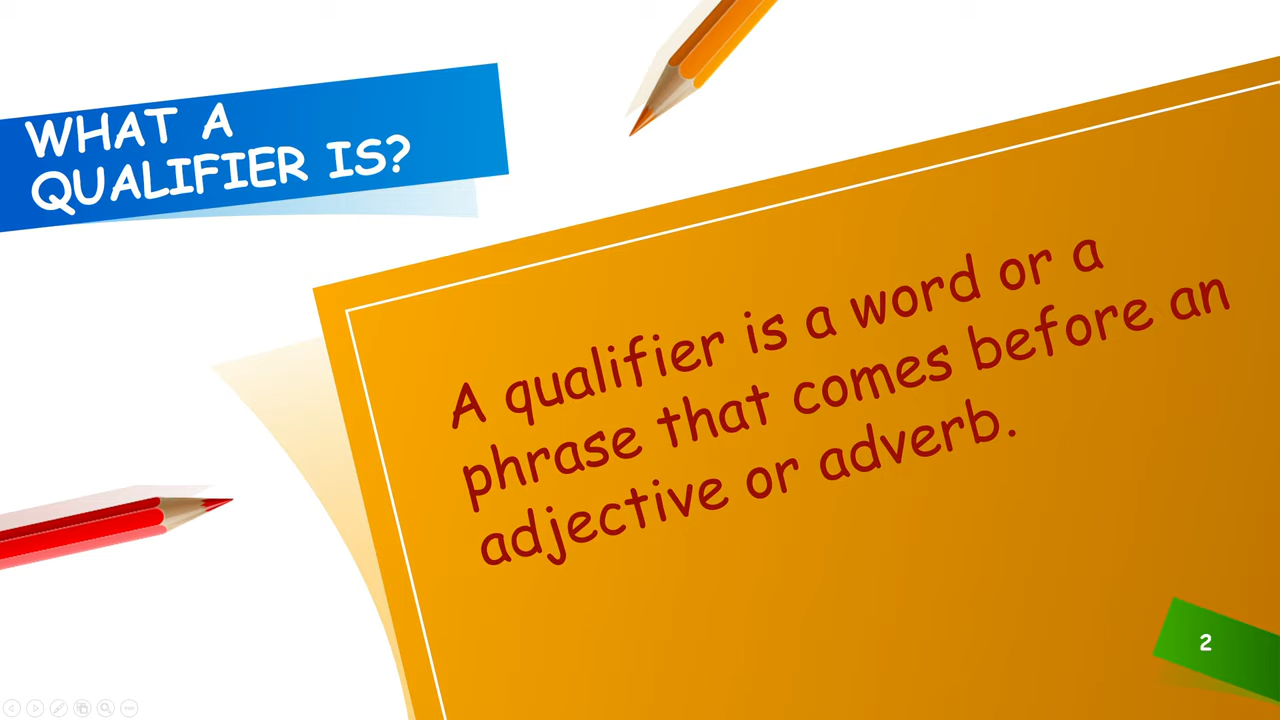 WHAT A
QUALIFIER IS?
A qualifier is a word or a
phrase that comes before an
adjective or adverb.
2